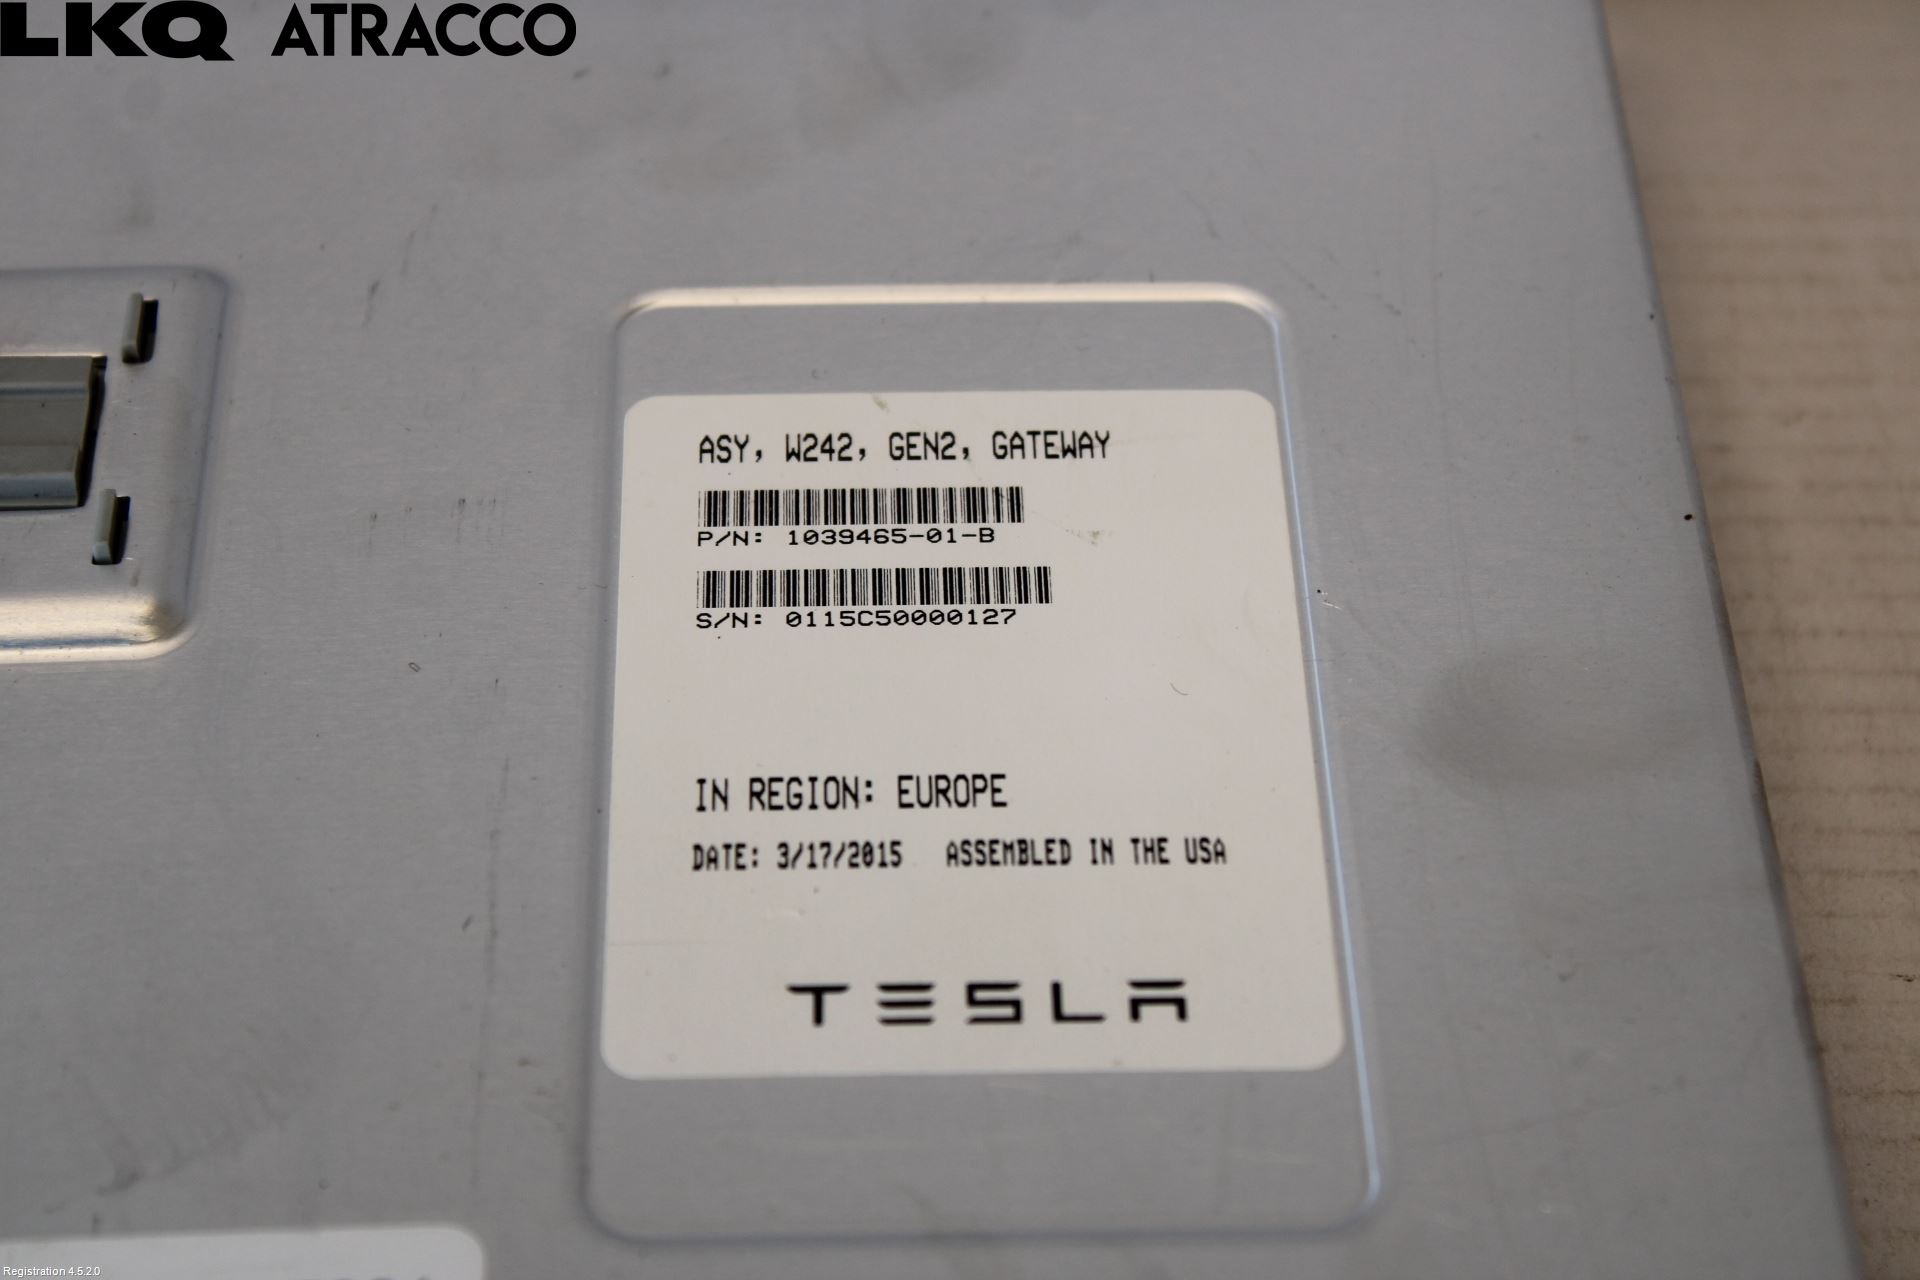 LKQ ATRACCO
ASY, W242, GEN2, GATEWAY
P/N: 1039465-01-B
S/N: 0115C50000127
IN REGION: EUROPE
DATE: 3/17/2015 ASSEMBLED IN THE USA
TESLA
Registration 4.5.2.0